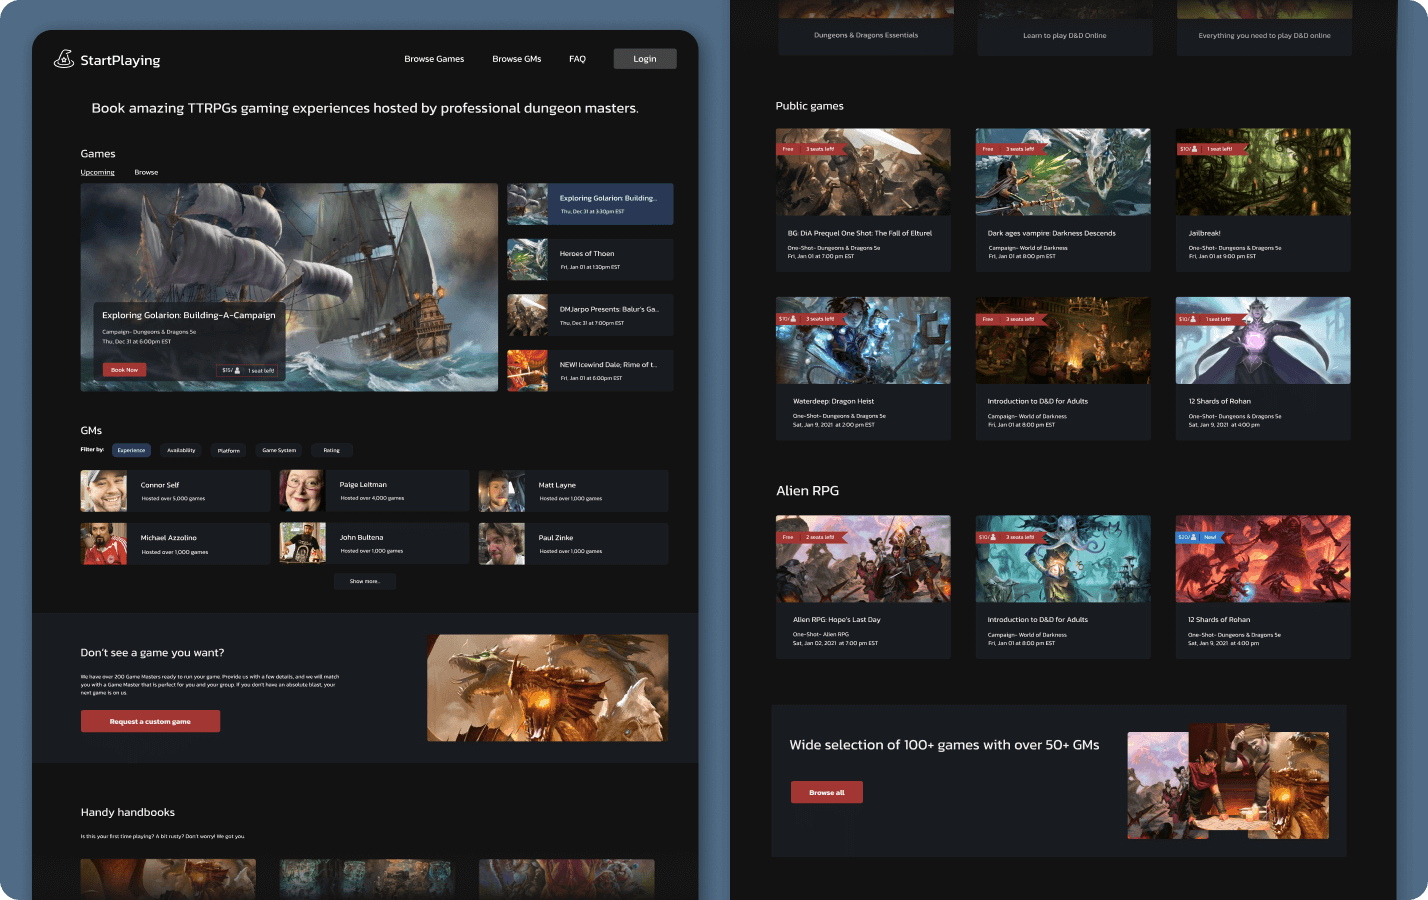 StartPlaying
Browse Games
Browse GMs
FAQ
Login
Book amazing TTRPGs gaming experiences hosted by professional dungeon masters.
Games
Upcoming
Browse
Exploring Golarion: Building-A-Campaign
Campaign- Dungeons & Dragons 5e
Thu, Dec 31 at 6:00pm EST
Book Now
$15/
1 seat left!
Exploring Golarion: Building...
Thu, Dec 31 at 3:30pm EST
Heroes of Thoen
Fri, Jan 01 at 1:30pm EST
DMJarpo Presents: Balur's Ga...
Thu, Dec 31 at 7:00pm EST
NEW! Icewind Dale; Rime of t...
Fri, Jan 01 at 6:00pm EST
GMs
Filter by:
Experience
Availability
Platform
Game System
Rating
Connor Self
Hosted over 5,000 games
Paige Leitman
Hosted over 4,000 games
Matt Layne
Hosted over 1,000 games
Michael Azzolino
Hosted over 1,000 games
John Bultena
Hosted over 1,000 games
Paul Zinke
Hosted over 1,000 games
Show more..
Don't see a game you want?
We have over 200 Game Masters ready to run your game. Provide us with a few details, and we will match
you with a Game Master that is perfect for you and your group. If you don't have an absolute blast, your
next game is on us.
Request a custom game
Handy handbooks
Is this your first time playing? A bit rusty? Don't worry! We got you.
Dungeons & Dragons Essentials
Learn to play D&D Online
Everything you need to play D&D online
Public games
Free
3 seats left!
BG: DiA Prequel One Shot: The Fall of Elturel
One-Shot- Dungeons & Dragons 5e
Fri, Jan 01 at 7:00 pm EST
Free
3 seats left!
Dark ages vampire: Darkness Descends
Campaign- World of Darkness
Fri, Jan 01 at 8:00 pm EST
$10/
1 seat left!
Jailbreak!
One-Shot- Dungeons & Dragons 5e
Fri, Jan 01 at 9:00 pm EST
$10/
3 seats left!
Waterdeep: Dragon Heist
One-Shot- Dungeons & Dragons 5e
Sat, Jan 9, 2021 at 2:00 pm EST
Free
3 seats left!
Introduction to D&D for Adults
Campaign- World of Darkness
Fri, Jan 01 at 8:00 pm EST
$10/
1 seat left!
12 Shards of Rohan
One-Shot- Dungeons & Dragons 5e
Sat, Jan 9, 2021 at 4:00 pm
Alien RPG
Free
2 seats left!
Alien RPG: Hope's Last Day
One-Shot- Alien RPG
Sat, Jan 02, 2021 at 7:00 pm EST
$10/
3 seats left!
Introduction to D&D for Adults
Campaign- World of Darkness
Fri, Jan 01 at 8:00 pm EST
$20/
New!
12 Shards of Rohan
One-Shot- Dungeons & Dragons 5e
Sat, Jan 9, 2021 at 4:00 pm
Wide selection of 100+ games with over 50+ GMs
Browse all